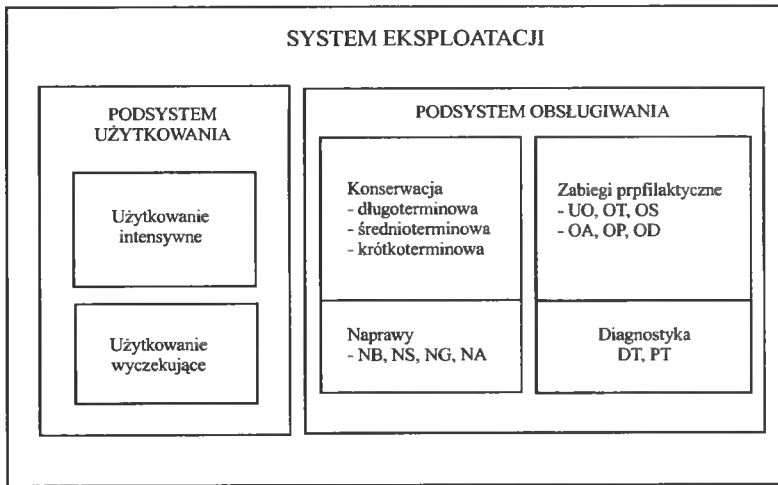 SYSTEM EKSPLOATACJI
PODSYSTEM
UŻYTKOWANIA
Użytkowanie
intensywne
Użytkowanie
wyczekujące
PODSYSTEM OBSŁUGIWANIA
Konserwacja
- długoterminowa
- średnioterminowa
- krótkoterminowa
Zabiegi prpfilaktyczne
- UO, OT, OS
- OA, OP, OD
Naprawy
- NB, NS, NG, NA
Diagnostyka
DT, PT